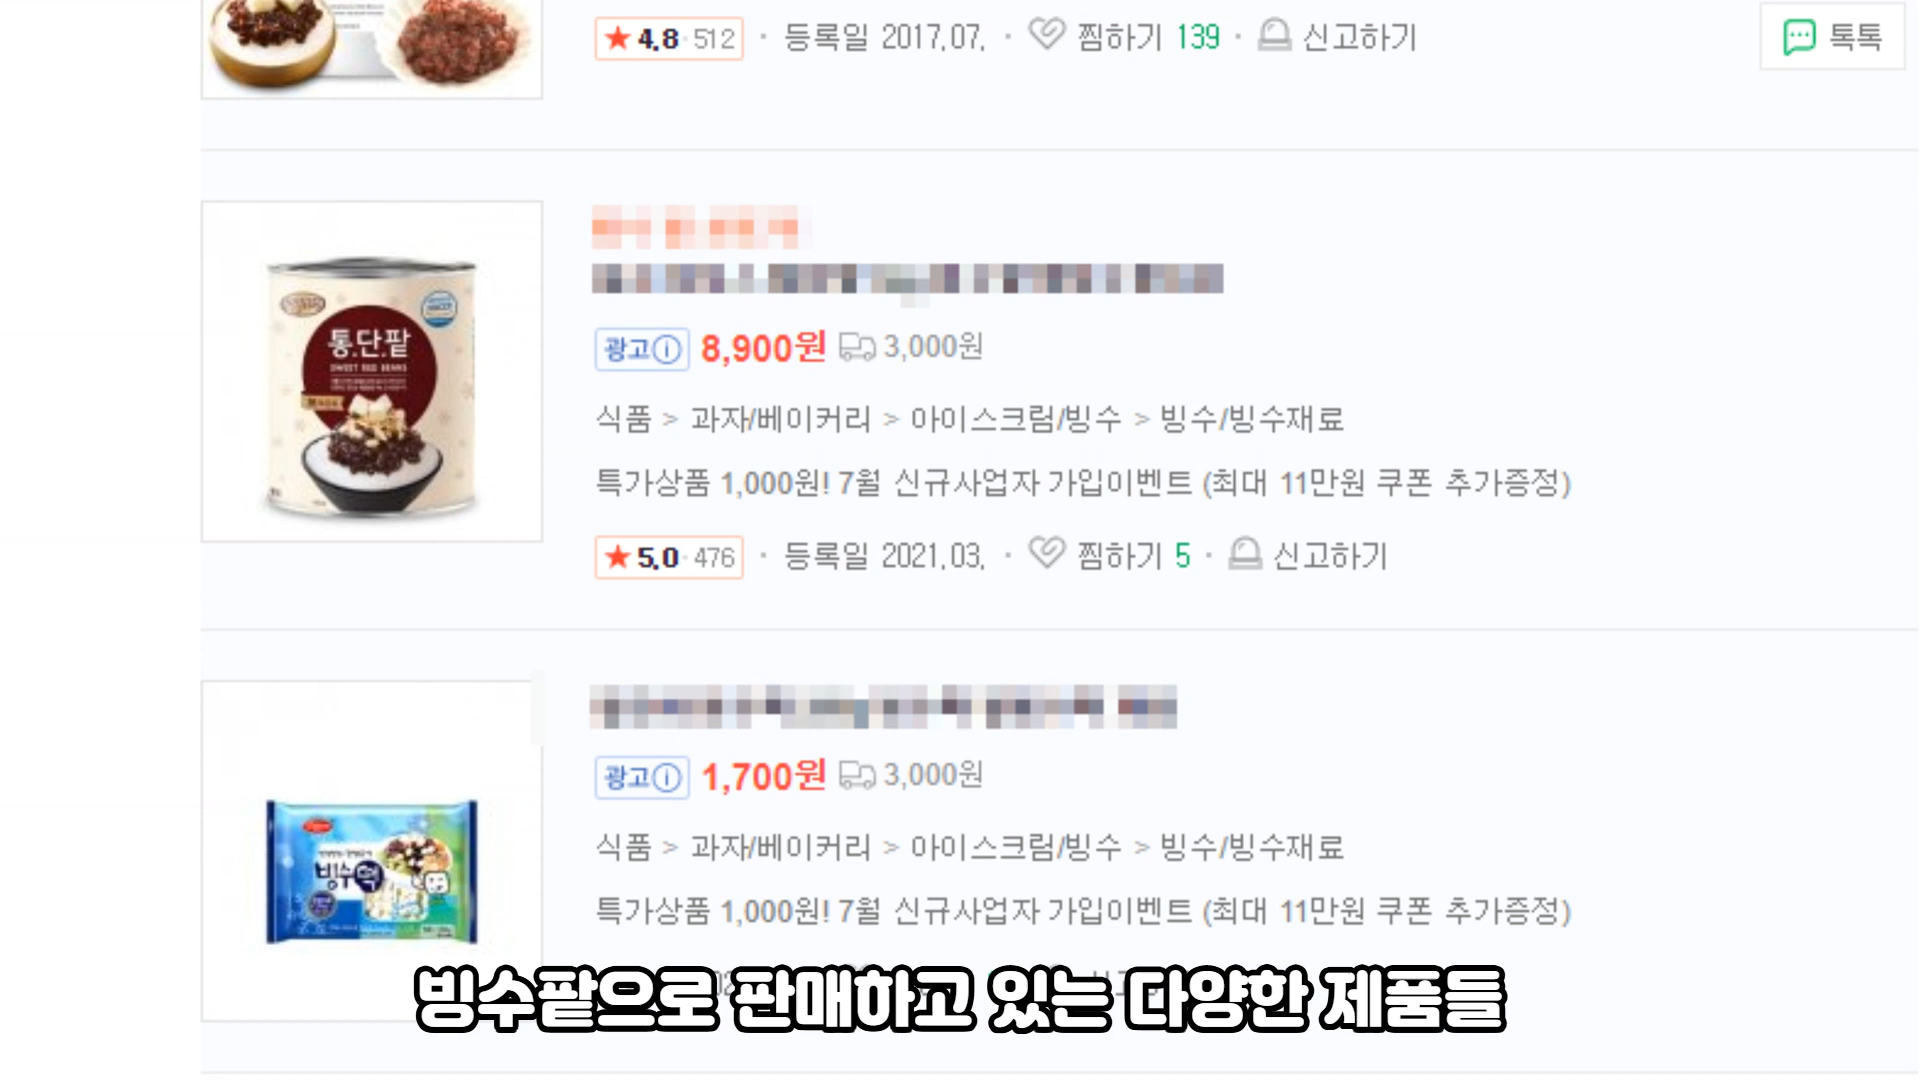 ★ 4.8 · 512 · 등록일 2017.07. · 찜하기 139 · 신고하기
톡톡
통.단.팥
SWEET RED BEANS
광고 8,900원 3,000원
식품 > 과자/베이커리 > 아이스크림/빙수 > 빙수/빙수재료
특가상품 1,000원! 7월 신규사업자 가입이벤트 (최대 11만원 쿠폰 추가증정)
★ 5.0 · 476 · 등록일 2021.03. · 찜하기 5 · 신고하기
빙수떡
광고 1,700원 3,000원
식품 > 과자/베이커리 > 아이스크림/빙수 > 빙수/빙수재료
특가상품 1,000원! 7월 신규사업자 가입이벤트 (최대 11만원 쿠폰 추가증정)
빙수팥으로 판매하고 있는 다양한 제품들